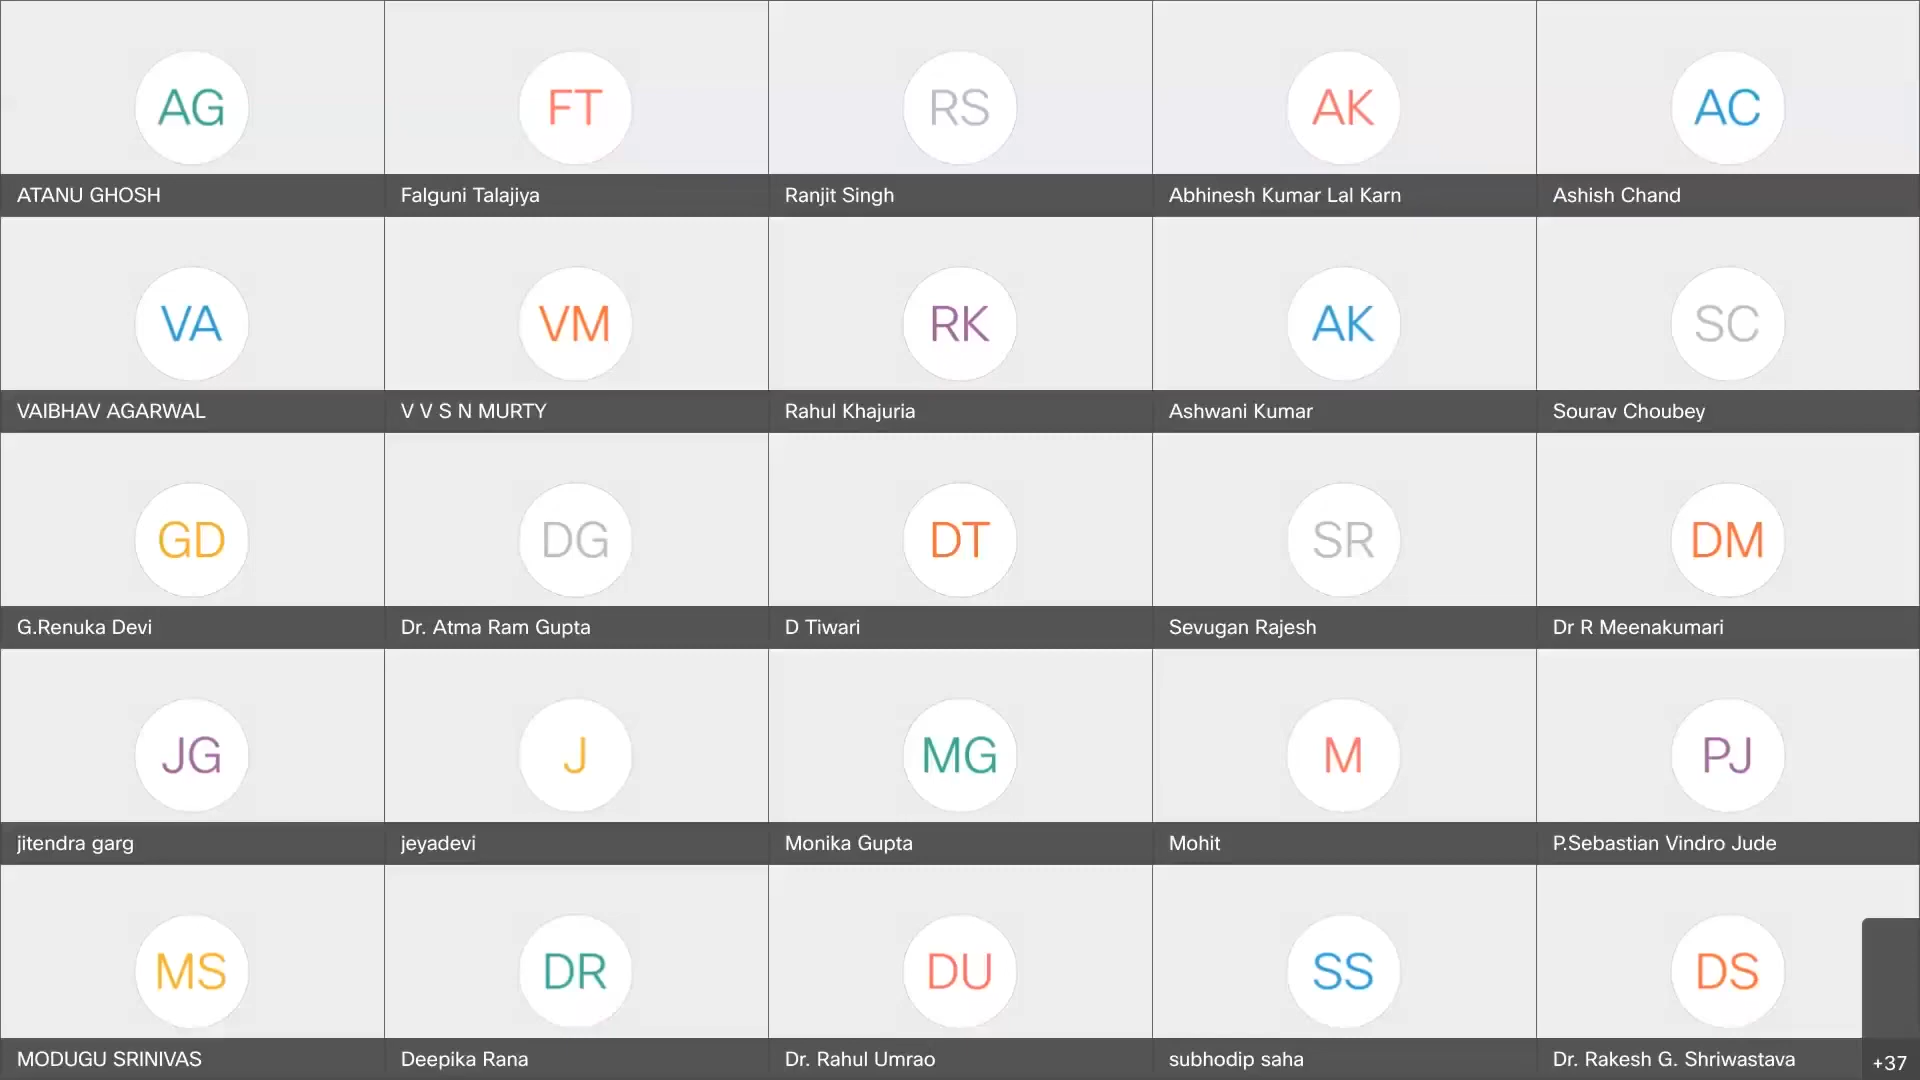 AG
FT
RS
AK
AC
ATANU GHOSH
Falguni Talajiya
Ranjit Singh
Abhinesh Kumar Lal Karn
Ashish Chand
VA
VM
RK
AK
SC
VAIBHAV AGARWAL
V V S N MURTY
Rahul Khajuria
Ashwani Kumar
Sourav Choubey
GD
DG
DT
SR
DM
G.Renuka Devi
Dr. Atma Ram Gupta
D Tiwari
Sevugan Rajesh
Dr R Meenakumari
JG
J
MG
M
PJ
jitendra garg
jeyadevi
Monika Gupta
Mohit
P.Sebastian Vindro Jude
MS
DR
DU
SS
DS
MODUGU SRINIVAS
Deepika Rana
Dr. Rahul Umrao
subhodip saha
Dr. Rakesh G. Shriwastava
+37